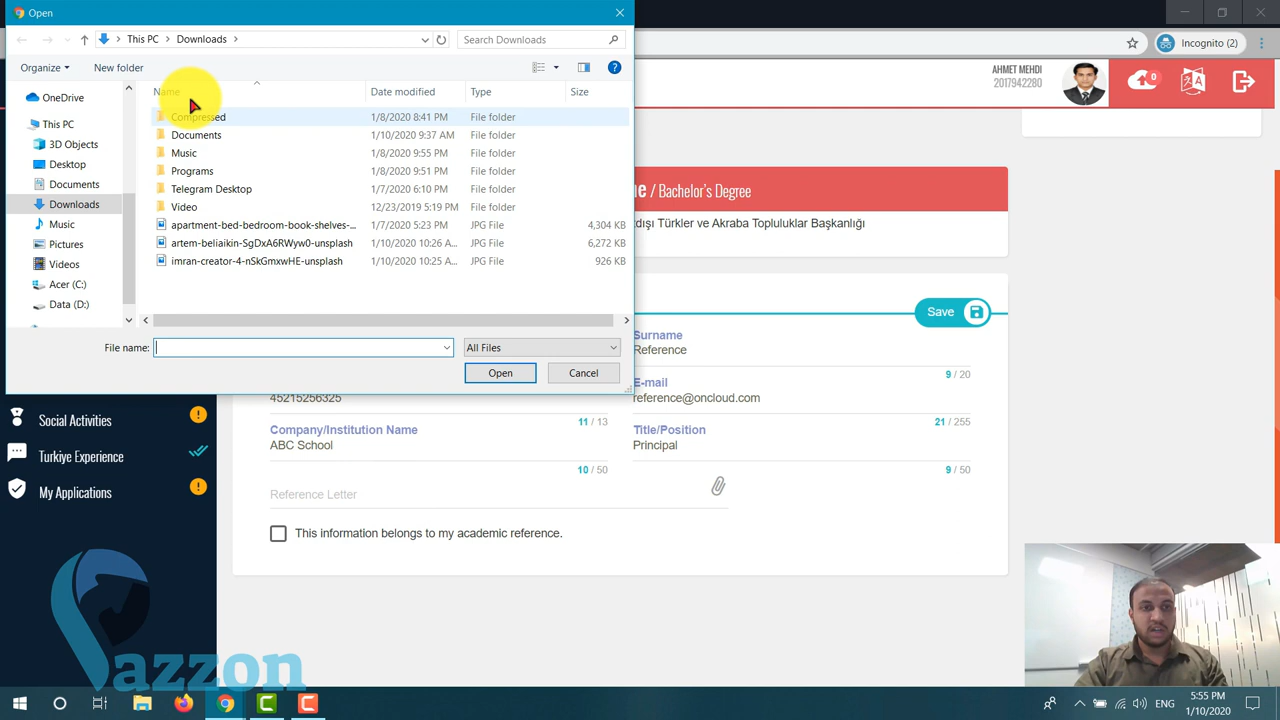 Open
This PC > Downloads >
Search Downloads
Incognito (2)
Organize
New folder
AHMET MEHDI
2017942280
0
Name
Date modified
Type
Size
OneDrive
This PC
3D Objects
Desktop
Documents
Downloads
Music
Pictures
Videos
Acer (C:)
Data (D:)
Compressed 1/8/2020 8:41 PM File folder
Documents 1/10/2020 9:37 AM File folder
Music 1/8/2020 9:55 PM File folder
Programs 1/8/2020 9:51 PM File folder
Telegram Desktop 1/7/2020 6:10 PM File folder
Video 12/23/2019 5:19 PM File folder
apartment-bed-bedroom-book-shelves-... 1/7/2020 5:23 PM JPG File 4,304 KB
artem-beliaikin-SgDxA6RWyw0-unsplash 1/10/2020 10:26 A... JPG File 6,272 KB
imran-creator-4-nSkGmxwHE-unsplash 1/10/2020 10:25 A... JPG File 926 KB
File name:
All Files
Open
Cancel
/ Bachelor's Degree
dışı Türkler ve Akraba Topluluklar Başkanlığı
Save
Surname
Reference
9 / 20
E-mail
45215256325
reference@oncloud.com
11 / 13
21 / 255
Company/Institution Name
Title/Position
ABC School
Principal
10 / 50
9 / 50
Reference Letter
This information belongs to my academic reference.
Social Activities
Turkiye Experience
My Applications
Pazzon
ENG
5:55 PM
1/10/2020